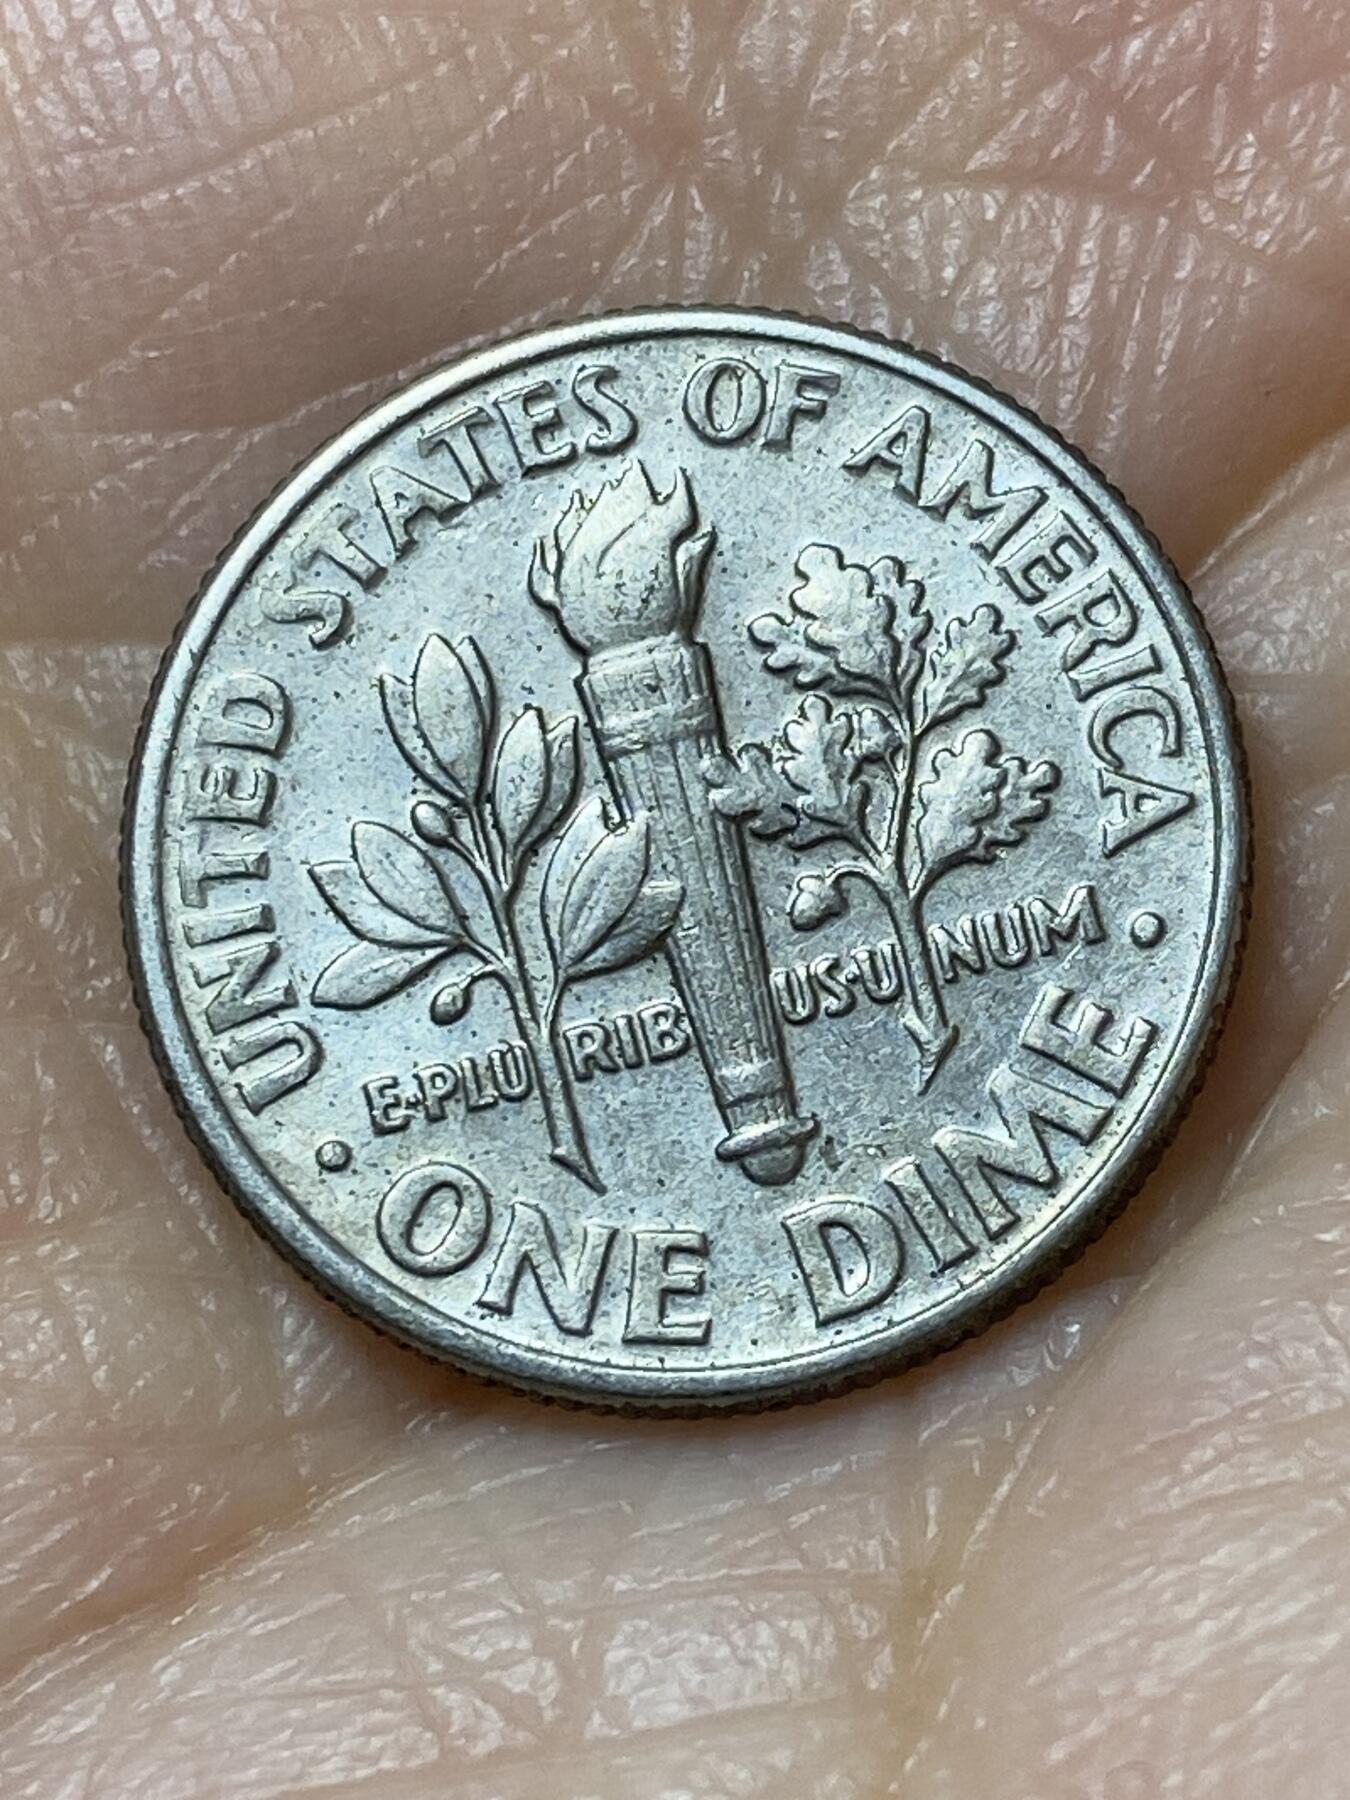 UNITED STATES OF AMERICA
E·PLURIBUS·UNUM
· ONE DIME ·